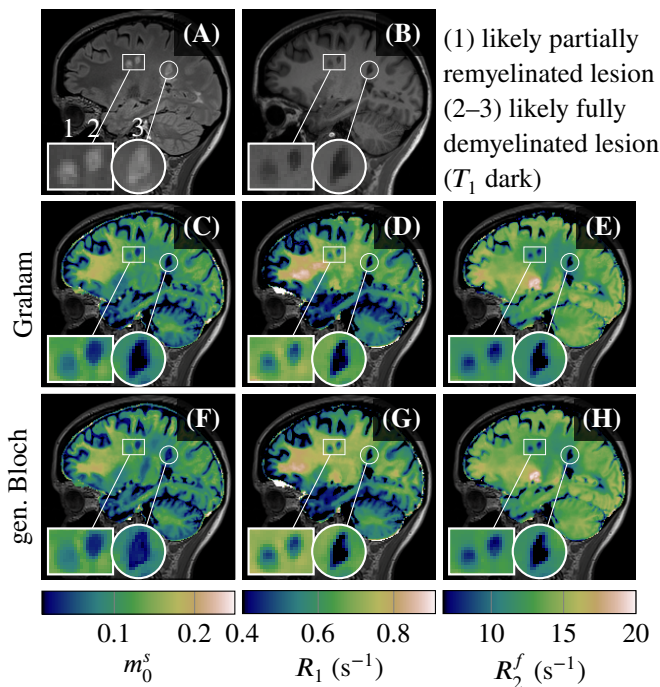 (A)
(B)
1 2 3
(1) likely partially
remyelinated lesion
(2–3) likely fully
demyelinated lesion
(T₁ dark)
Graham
(C)
(D)
(E)
gen. Bloch
(F)
(G)
(H)
0.1 0.2
0.4 0.6 0.8
10 15 20
m₀ˢ
R₁ (s⁻¹)
R₂ᶠ (s⁻¹)